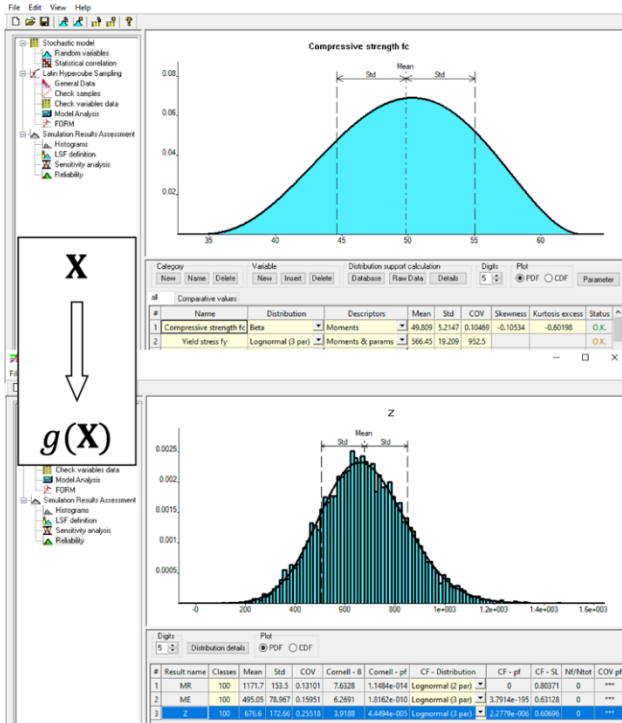 File Edit View Help
Stochastic model
Random variables
Statistical correlation
Latin Hypercube Sampling
General Data
Check samples
Check variables data
Model Analysis
FORM
Simulation Results Assessment
Histograms
LSF definition
Sensitivity analysis
Reliability
Compressive strength fc
Mean
Std Std
0.08
0.06
0.04
0.02
35 40 45 50 55 60
Category Variable Distribution support calculation Digits Plot
New Name Delete New Insert Delete Database Raw Data Details 5 PDF CDF Parameter
all Comparative values
# Name Distribution Descriptors Mean Std COV Skewness Kurtosis excess Status
1 Compressive strength fc Beta Moments 49.809 5.2147 0.10469 -0.10534 -0.60198 O.K.
2 Yield stress fy Lognormal (3 par) Moments & params 566.45 19.209 952.5 O.K.
X
g(X)
Check variables data
Model Analysis
FORM
Simulation Results Assessment
Histograms
LSF definition
Sensitivity analysis
Reliability
Z
Mean
Std Std
0.0025
0.002
0.0015
0.001
0.0005
-0 200 400 600 800 1e+003 1.2e+003 1.4e+003 1.6e+003
Digits Plot
5 Distribution details PDF CDF
# Result name Classes Mean Std COV Cornell - ß Cornell - pf CF - Distribution CF - pf CF - SL Nf/Ntot COV pf
1 MR 100 1171.7 153.5 0.13101 7.6328 1.1484e-014 Lognormal (2 par) 0 0.80371 0 ***
2 ME 100 495.05 78.967 0.15951 6.2691 1.8162e-010 Lognormal (2 par) 3.7914e-195 0.63128 0 ***
3 Z 100 676.6 172.66 0.25518 3.9188 4.4494e-005 Lognormal (3 par) 2.2779e-006 0.60696 0 ***